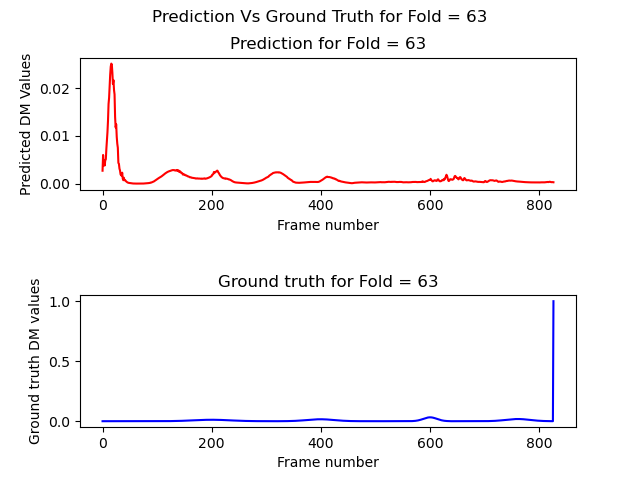 Prediction Vs Ground Truth for Fold = 63
Prediction for Fold = 63
Predicted DM Values
0.02
0.01
0.00
0 200 400 600 800
Frame number
Ground truth for Fold = 63
Ground truth DM values
1.0
0.5
0.0
0 200 400 600 800
Frame number